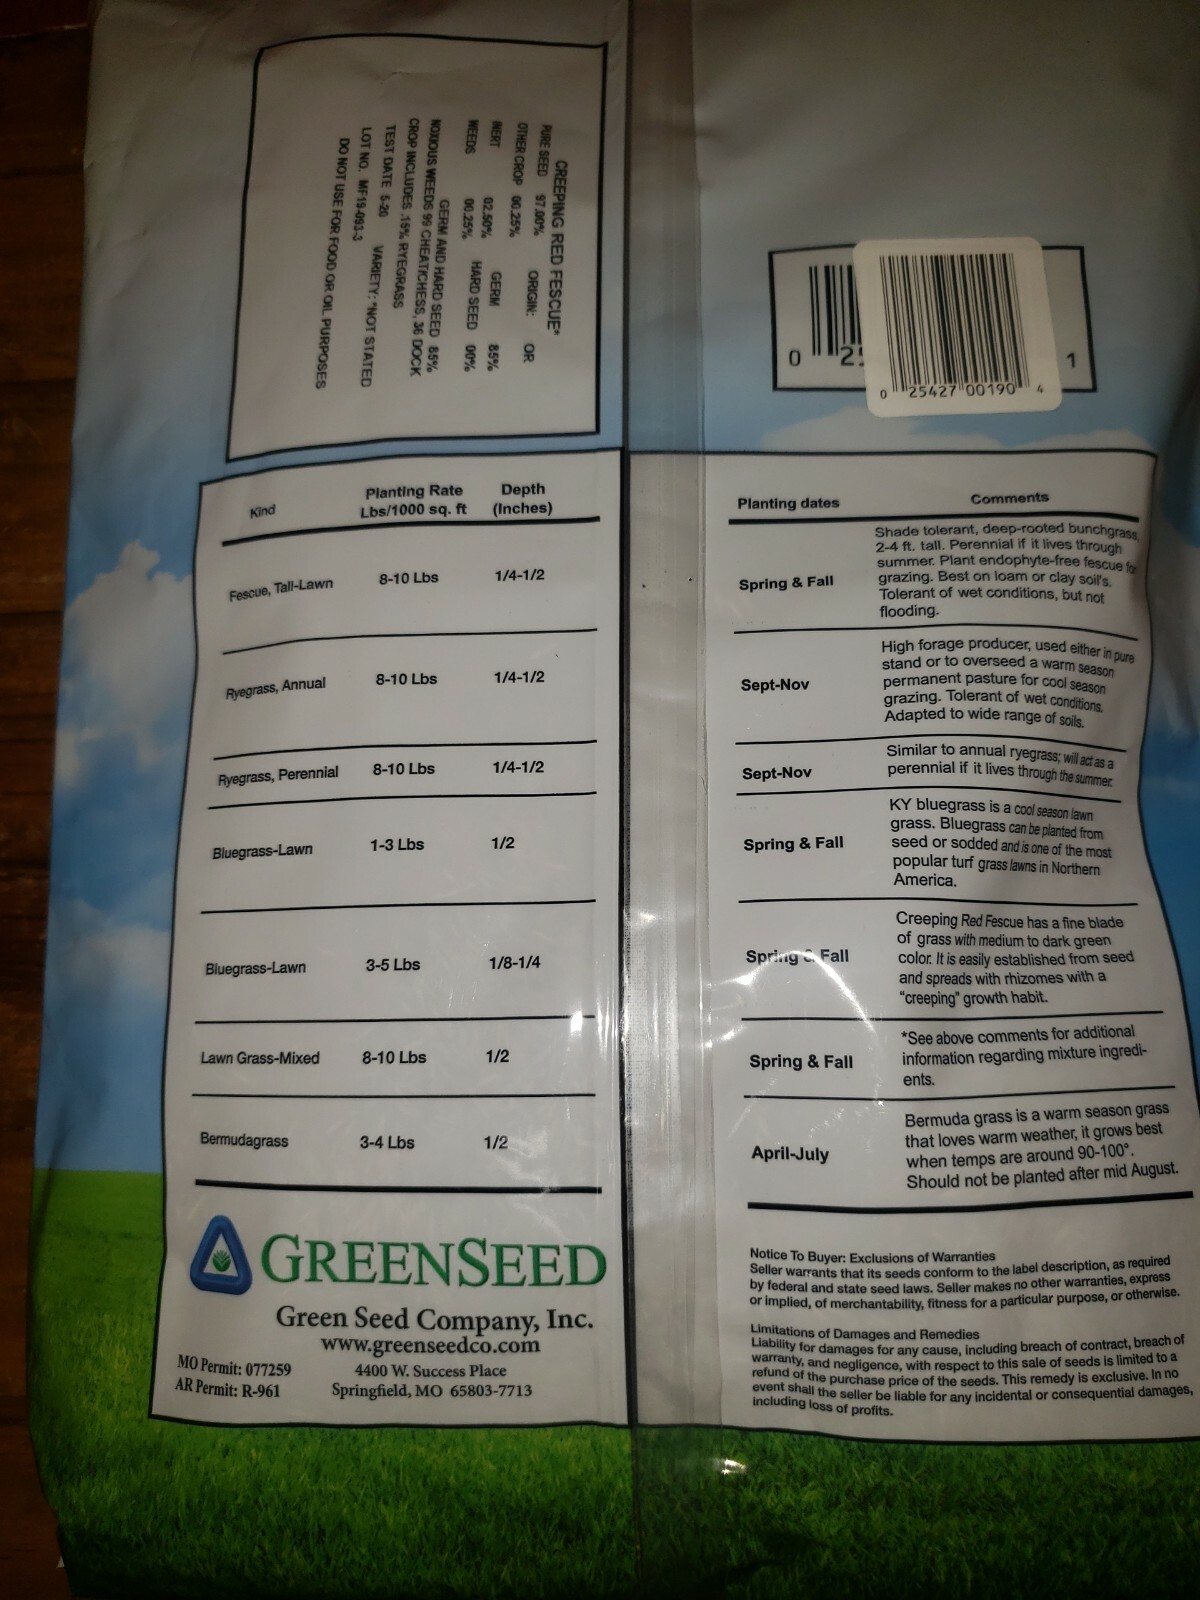 CREEPING RED FESCUE*
PURE SEED 97.00% ORIGIN: OR
OTHER CROP 00.25%
INERT 02.50% GERM 85%
WEEDS 00.25% HARD SEED 00%
GERM AND HARD SEED 85%
NOXIOUS WEEDS 99 CHEAT/CHESS, 36 DOCK
CROP INCLUDES .15% RYEGRASS
TEST DATE 5-20 VARIETY: *NOT STATED
LOT NO. MF19-093-3
DO NOT USE FOR FOOD OR OIL PURPOSES
0 25 1
0 25427 00190 4
Kind
Planting Rate
Lbs/1000 sq. ft
Depth
(Inches)
Fescue, Tall-Lawn 8-10 Lbs 1/4-1/2
Ryegrass, Annual 8-10 Lbs 1/4-1/2
Ryegrass, Perennial 8-10 Lbs 1/4-1/2
Bluegrass-Lawn 1-3 Lbs 1/2
Bluegrass-Lawn 3-5 Lbs 1/8-1/4
Lawn Grass-Mixed 8-10 Lbs 1/2
Bermudagrass 3-4 Lbs 1/2
GREENSEED
Green Seed Company, Inc.
www.greenseedco.com
MO Permit: 077259
AR Permit: R-961
4400 W. Success Place
Springfield, MO 65803-7713
Planting dates Comments
Spring & Fall
Shade tolerant, deep-rooted bunchgrass,
2-4 ft. tall. Perennial if it lives through
summer. Plant endophyte-free fescue for
grazing. Best on loam or clay soil's.
Tolerant of wet conditions, but not
flooding.
Sept-Nov
High forage producer, used either in pure
stand or to overseed a warm season
permanent pasture for cool season
grazing. Tolerant of wet conditions.
Adapted to wide range of soils.
Sept-Nov
Similar to annual ryegrass; will act as a
perennial if it lives through the summer.
Spring & Fall
KY bluegrass is a cool season lawn
grass. Bluegrass can be planted from
seed or sodded and is one of the most
popular turf grass lawns in Northern
America.
Spring & Fall
Creeping Red Fescue has a fine blade
of grass with medium to dark green
color. It is easily established from seed
and spreads with rhizomes with a
"creeping" growth habit.
Spring & Fall
*See above comments for additional
information regarding mixture ingredi-
ents.
April-July
Bermuda grass is a warm season grass
that loves warm weather, it grows best
when temps are around 90-100°.
Should not be planted after mid August.
Notice To Buyer: Exclusions of Warranties
Seller warrants that its seeds conform to the label description, as required
by federal and state seed laws. Seller makes no other warranties, express
or implied, of merchantability, fitness for a particular purpose, or otherwise.
Limitations of Damages and Remedies
Liability for damages for any cause, including breach of contract, breach of
warranty, and negligence, with respect to this sale of seeds is limited to a
refund of the purchase price of the seeds. This remedy is exclusive. In no
event shall the seller be liable for any incidental or consequential damages,
including loss of profits.